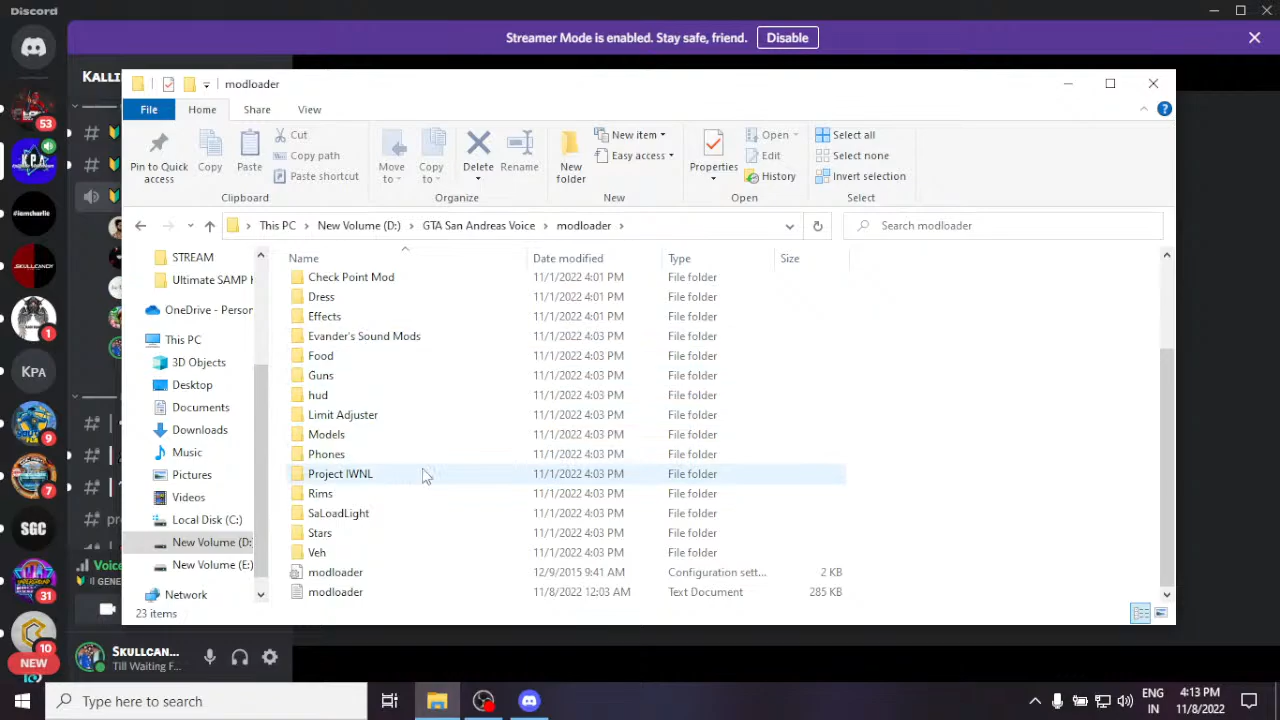 Discord
Streamer Mode is enabled. Stay safe, friend. Disable
KALLI
modloader
File Home Share View
Pin to Quick access
Copy
Paste
Cut
Copy path
Paste shortcut
Clipboard
Move to
Copy to
Delete
Rename
Organize
New folder
New item
Easy access
New
Properties
Open
Edit
History
Open
Select all
Select none
Invert selection
Select
This PC > New Volume (D:) > GTA San Andreas Voice > modloader >
Search modloader
STREAM
Ultimate SAMP
OneDrive - Person
This PC
3D Objects
Desktop
Documents
Downloads
Music
Pictures
Videos
Local Disk (C:)
New Volume (D:
New Volume (E:)
Network
Name Date modified Type Size
Check Point Mod 11/1/2022 4:01 PM File folder
Dress 11/1/2022 4:01 PM File folder
Effects 11/1/2022 4:01 PM File folder
Evander's Sound Mods 11/1/2022 4:03 PM File folder
Food 11/1/2022 4:03 PM File folder
Guns 11/1/2022 4:03 PM File folder
hud 11/1/2022 4:03 PM File folder
Limit Adjuster 11/1/2022 4:03 PM File folder
Models 11/1/2022 4:03 PM File folder
Phones 11/1/2022 4:03 PM File folder
Project IWNL 11/1/2022 4:03 PM File folder
Rims 11/1/2022 4:03 PM File folder
SaLoadLight 11/1/2022 4:03 PM File folder
Stars 11/1/2022 4:03 PM File folder
Veh 11/1/2022 4:03 PM File folder
modloader 12/9/2015 9:41 AM Configuration sett... 2 KB
modloader 11/8/2022 12:03 AM Text Document 285 KB
23 items
53
KPA
#iamcharlie
SKULLCANDY
1
KPA
9
7
SGC
31
10
NEW
Voice
GENE
SKULLCAN...
Till Waiting F...
Type here to search
ENG
IN
4:13 PM
11/8/2022